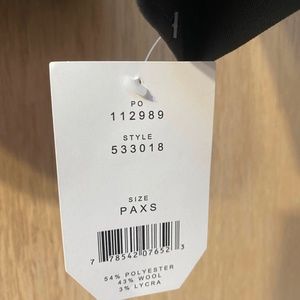 PO
112989
STYLE
533018
SIZE
PAXS
7 78542 07652 3
54% POLYESTER
43% WOOL
3% LYCRA